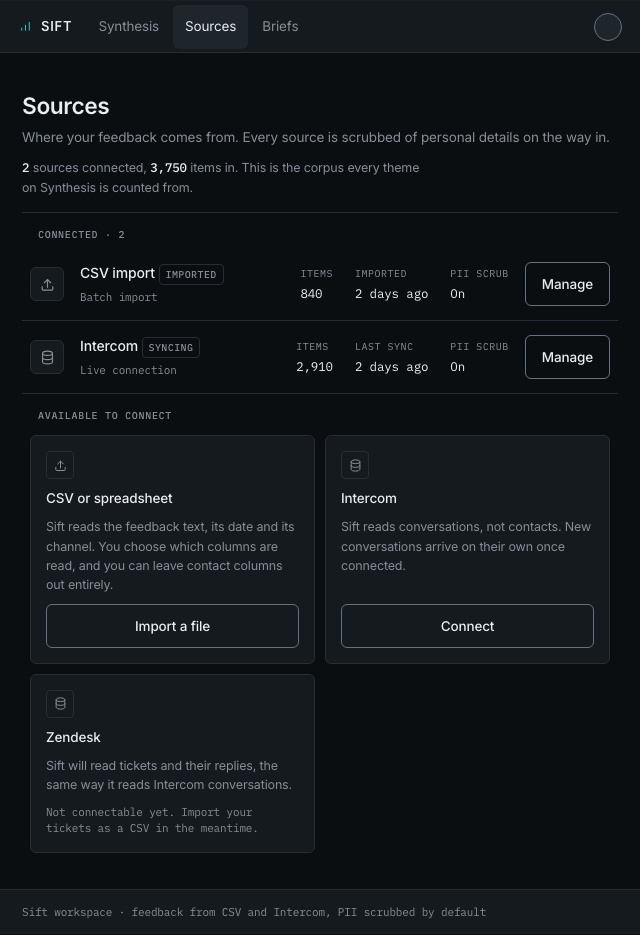 SIFT Synthesis Sources Briefs
Sources
Where your feedback comes from. Every source is scrubbed of personal details on the way in.
2 sources connected, 3,750 items in. This is the corpus every theme
on Synthesis is counted from.
CONNECTED · 2
CSV import IMPORTED
Batch import
ITEMS
840
IMPORTED
2 days ago
PII SCRUB
On
Manage
Intercom SYNCING
Live connection
ITEMS
2,910
LAST SYNC
2 days ago
PII SCRUB
On
Manage
AVAILABLE TO CONNECT
CSV or spreadsheet
Sift reads the feedback text, its date and its
channel. You choose which columns are
read, and you can leave contact columns
out entirely.
Import a file
Intercom
Sift reads conversations, not contacts. New
conversations arrive on their own once
connected.
Connect
Zendesk
Sift will read tickets and their replies, the
same way it reads Intercom conversations.
Not connectable yet. Import your
tickets as a CSV in the meantime.
Sift workspace · feedback from CSV and Intercom, PII scrubbed by default